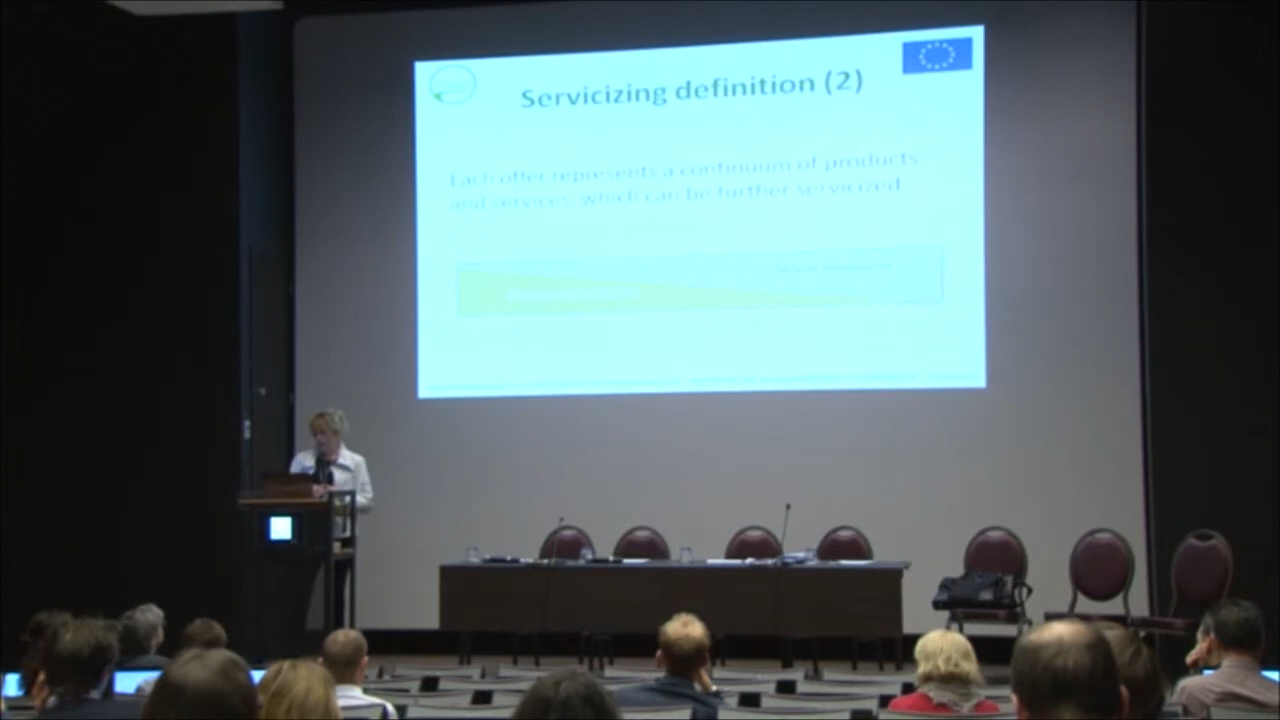 Servicizing definition (2)
Each offer represents a continuum of products
and services, which can be further servicized